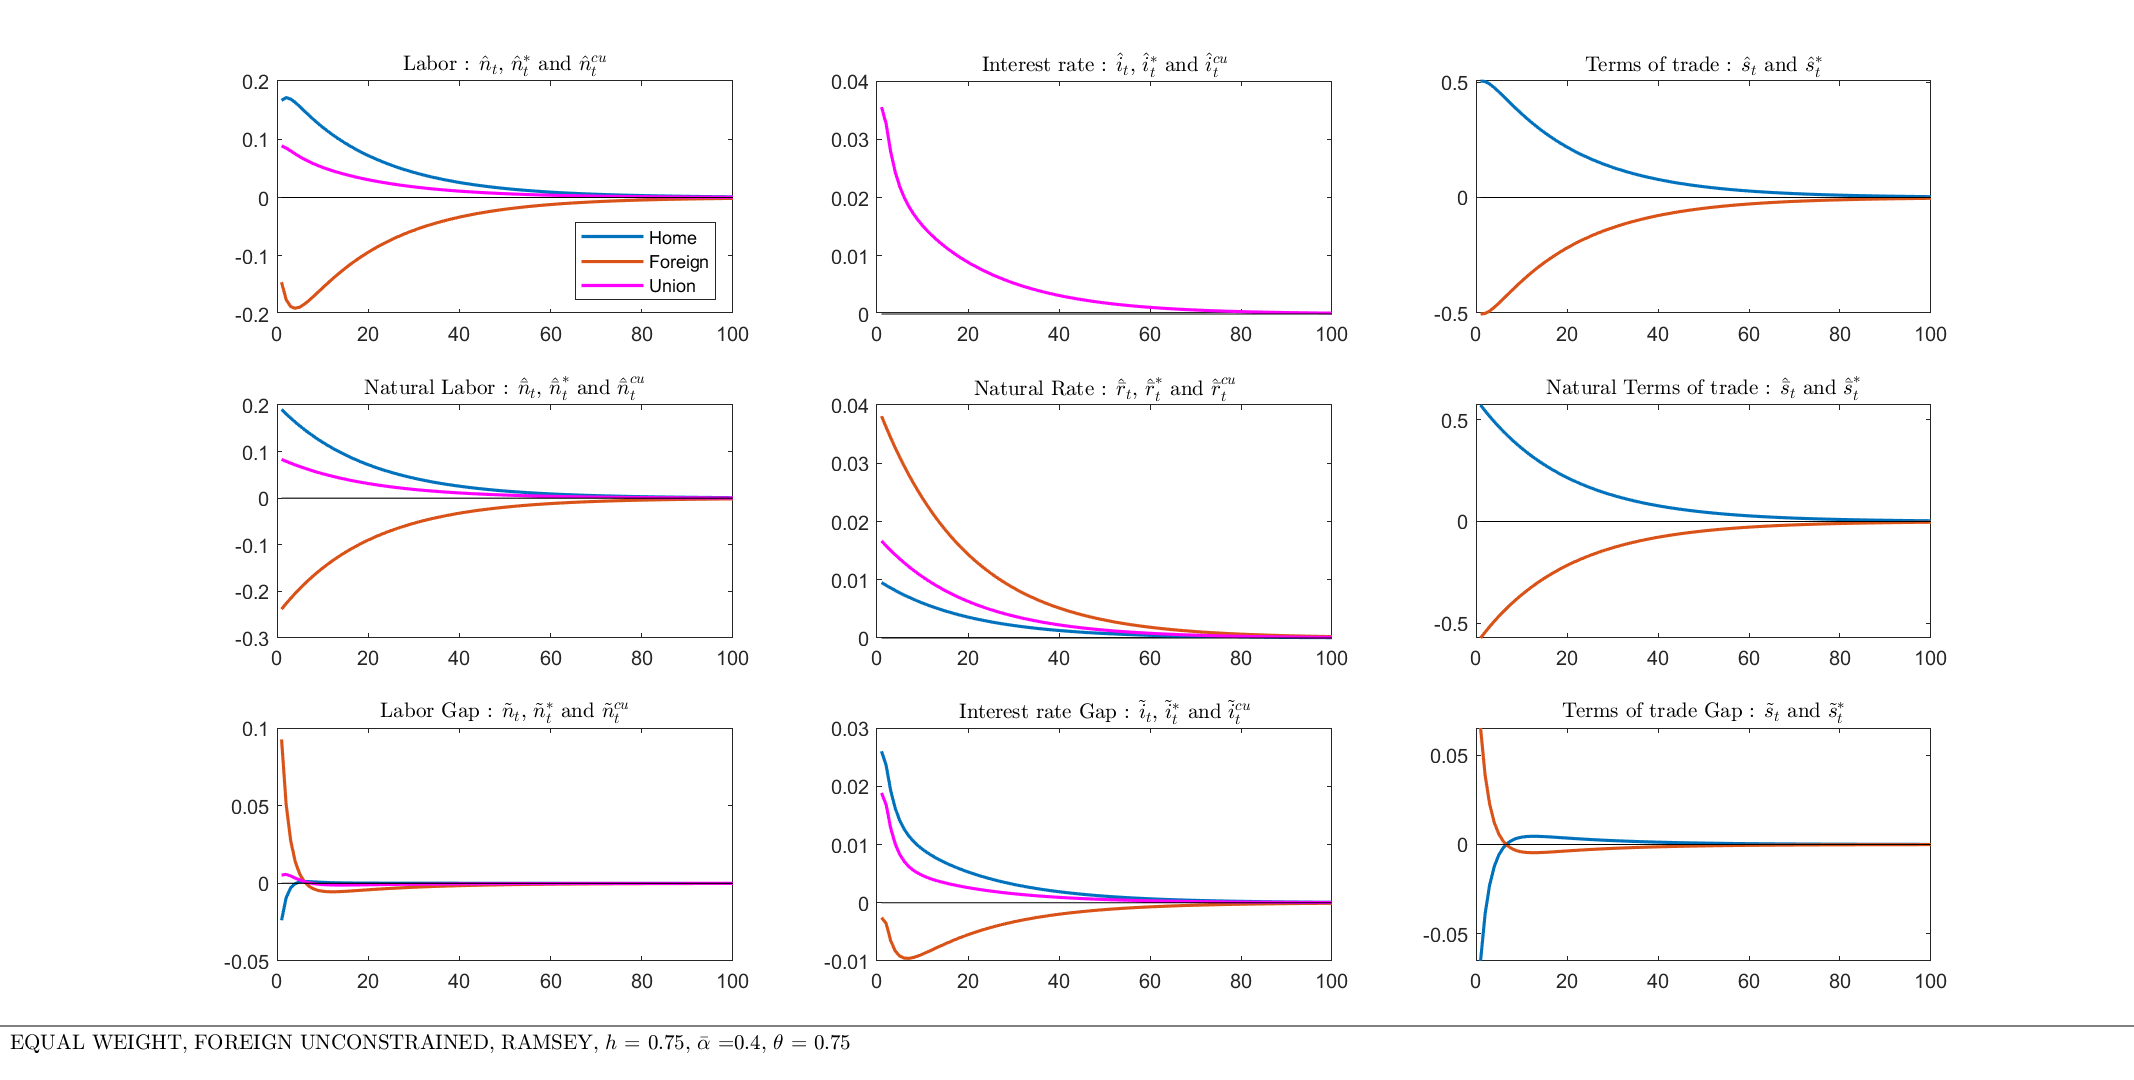 Labor : n̂ₜ, n̂ₜ* and n̂ₜᶜᵘ
0.2
0.1
0
-0.1
-0.2
0 20 40 60 80 100
Home
Foreign
Union
Interest rate : îₜ, îₜ* and îₜᶜᵘ
0.04
0.03
0.02
0.01
0
0 20 40 60 80 100
Terms of trade : ŝₜ and ŝₜ*
0.5
0
-0.5
0 20 40 60 80 100
Natural Labor : n̄̂ₜ, n̄̂ₜ* and n̄̂ₜᶜᵘ
0.2
0.1
0
-0.1
-0.2
-0.3
0 20 40 60 80 100
Natural Rate : r̄̂ₜ, r̄̂ₜ* and r̄̂ₜᶜᵘ
0.04
0.03
0.02
0.01
0
0 20 40 60 80 100
Natural Terms of trade : s̄̂ₜ and s̄̂ₜ*
0.5
0
-0.5
0 20 40 60 80 100
Labor Gap : ñₜ, ñₜ* and ñₜᶜᵘ
0.1
0.05
0
-0.05
0 20 40 60 80 100
Interest rate Gap : ĩₜ, ĩₜ* and ĩₜᶜᵘ
0.03
0.02
0.01
0
-0.01
0 20 40 60 80 100
Terms of trade Gap : s̃ₜ and s̃ₜ*
0.05
0
-0.05
0 20 40 60 80 100
EQUAL WEIGHT, FOREIGN UNCONSTRAINED, RAMSEY, h = 0.75, ᾱ =0.4, θ = 0.75